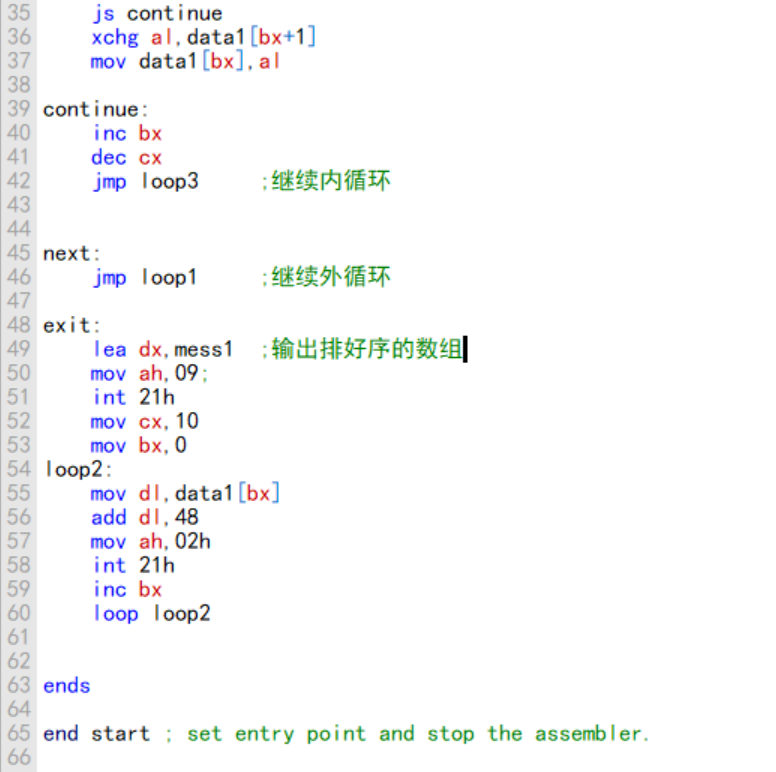 35 js continue
36 xchg al,data1[bx+1]
37 mov data1[bx],al
38
39 continue:
40 inc bx
41 dec cx
42 jmp loop3 ;继续内循环
43
44
45 next:
46 jmp loop1 ;继续外循环
47
48 exit:
49 lea dx,mess1 ;输出排好序的数组
50 mov ah,09;
51 int 21h
52 mov cx,10
53 mov bx,0
54 loop2:
55 mov dl,data1[bx]
56 add dl,48
57 mov ah,02h
58 int 21h
59 inc bx
60 loop loop2
61
62
63 ends
64
65 end start ; set entry point and stop the assembler.
66